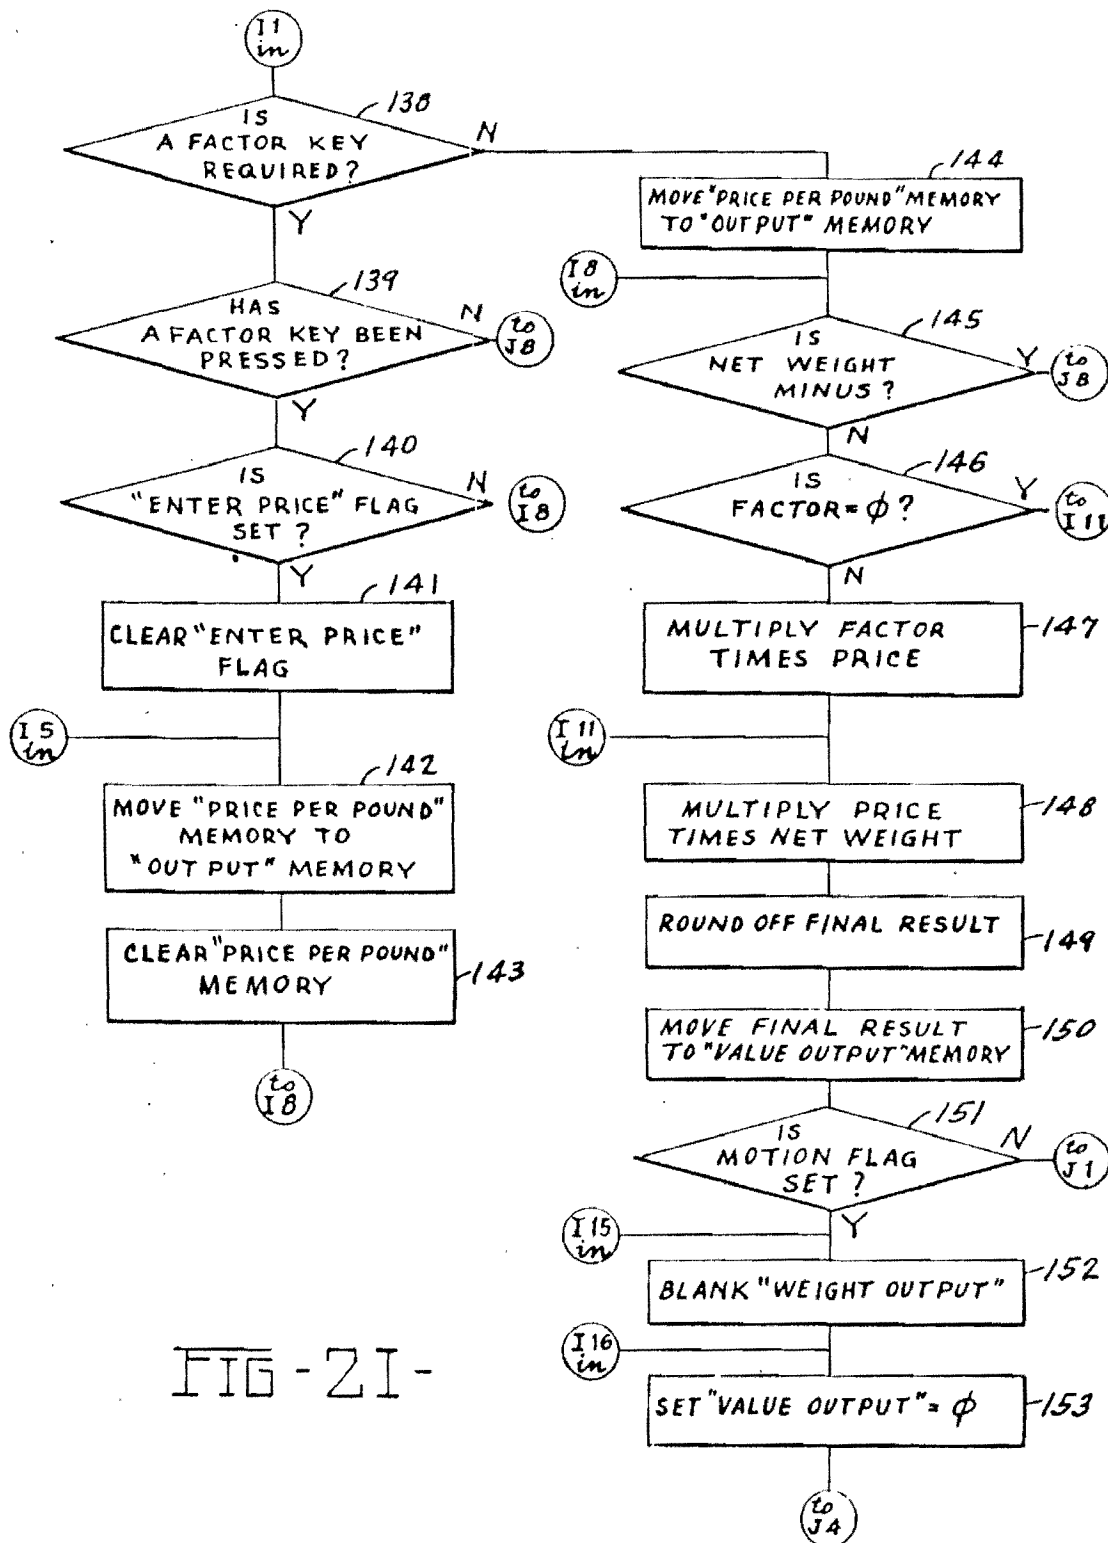 I1
in
138
IS
A FACTOR KEY
REQUIRED?
N
Y
139
HAS
A FACTOR KEY BEEN
PRESSED?
N
to
J8
Y
140
IS
"ENTER PRICE" FLAG
SET?
N
to
I8
Y
141
CLEAR "ENTER PRICE"
FLAG
I5
in
142
MOVE "PRICE PER POUND"
MEMORY TO
"OUT PUT" MEMORY
CLEAR "PRICE PER POUND"
MEMORY
143
to
I8
144
MOVE "PRICE PER POUND" MEMORY
TO "OUTPUT" MEMORY
I8
in
145
IS
NET WEIGHT
MINUS?
Y
to
J8
N
146
IS
FACTOR = ϕ?
Y
to
I11
N
MULTIPLY FACTOR
TIMES PRICE
147
I11
in
MULTIPLY PRICE
TIMES NET WEIGHT
148
ROUND OFF FINAL RESULT
149
MOVE FINAL RESULT
TO "VALUE OUTPUT" MEMORY
150
151
IS
MOTION FLAG
SET?
N
to
J1
Y
I15
in
BLANK "WEIGHT OUTPUT"
152
I16
in
SET "VALUE OUTPUT" = ϕ
153
to
J4
FIG-21-